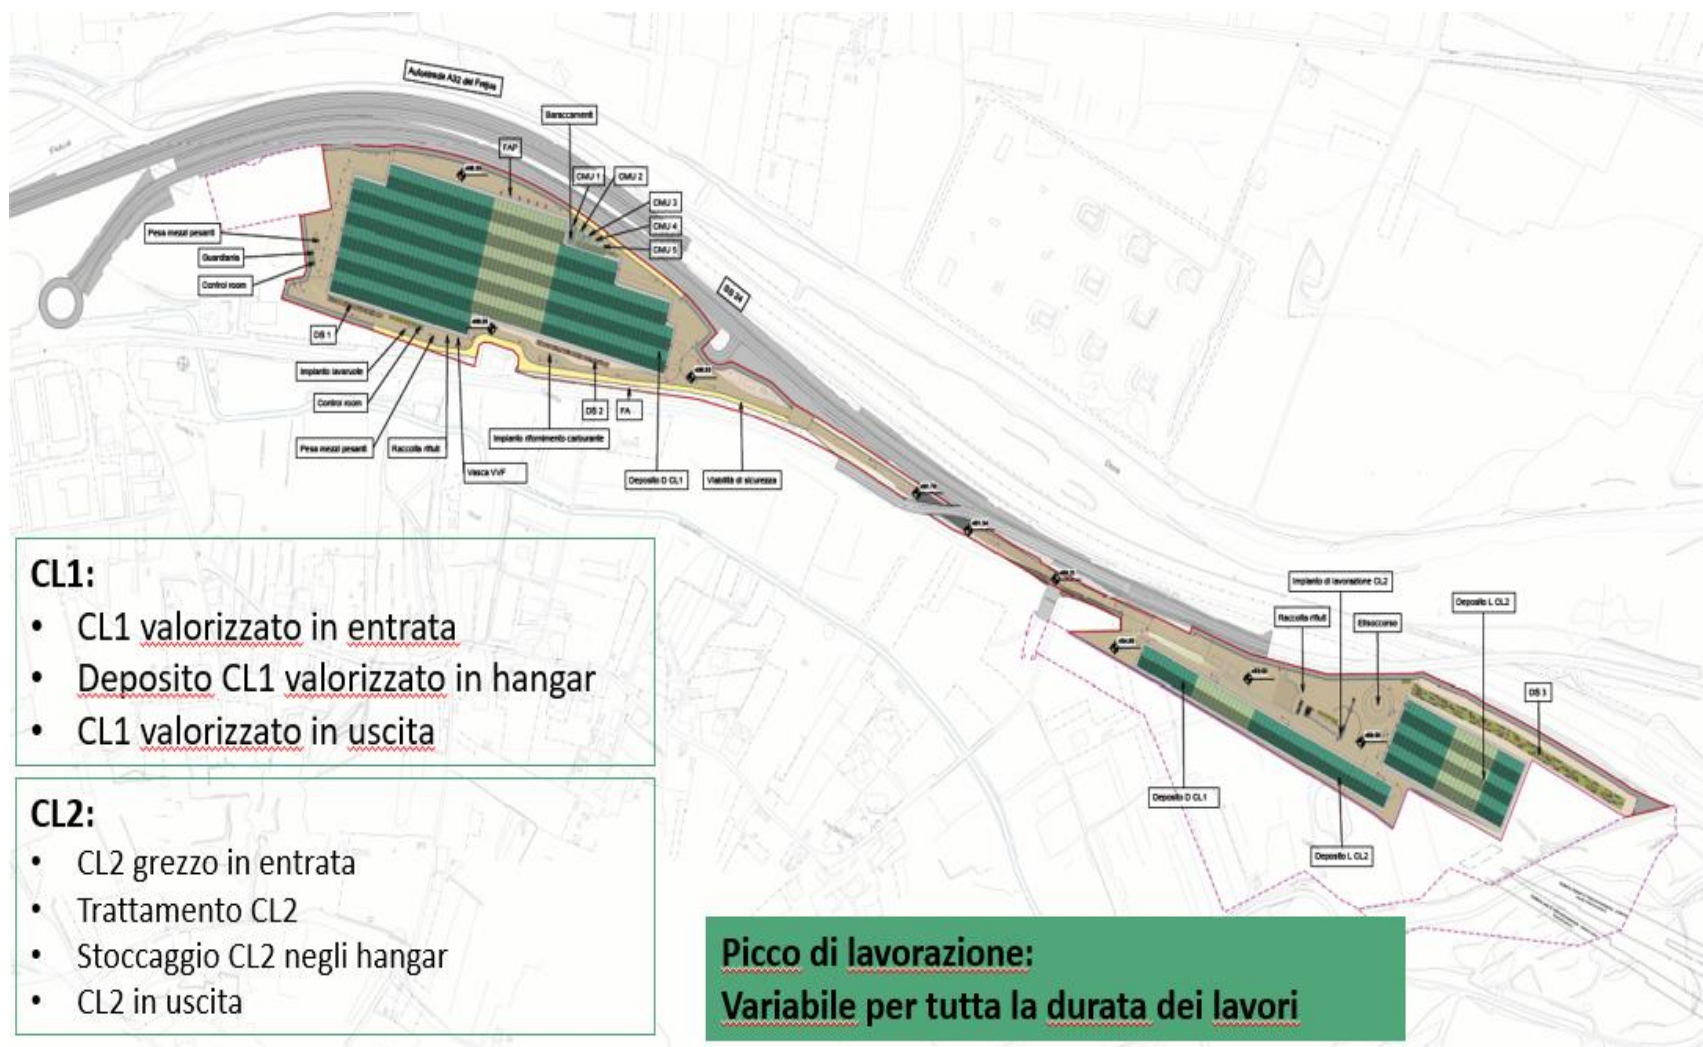 Autostrada A32 del Frejus
Baraccamenti
FAP
CMU 1
CMU 2
CMU 3
CMU 4
CMU 5
SS 24
Pesa mezzi pesanti
Guardiania
Control room
DS 1
Impianto lavaruote
Control room
Pesa mezzi pesanti
Raccolta rifiuti
Vasca VVF
Impianto rifornimento carburante
DS 2
FA
Deposito D CL1
Viabilità di sicurezza
Dora
Impianto di lavorazione CL2
Raccolta rifiuti
Elisoccorso
Deposito L CL2
DS 3
Deposito D CL1
Deposito L CL2
CL1:
• CL1 valorizzato in entrata
• Deposito CL1 valorizzato in hangar
• CL1 valorizzato in uscita
CL2:
• CL2 grezzo in entrata
• Trattamento CL2
• Stoccaggio CL2 negli hangar
• CL2 in uscita
Picco di lavorazione:
Variabile per tutta la durata dei lavori